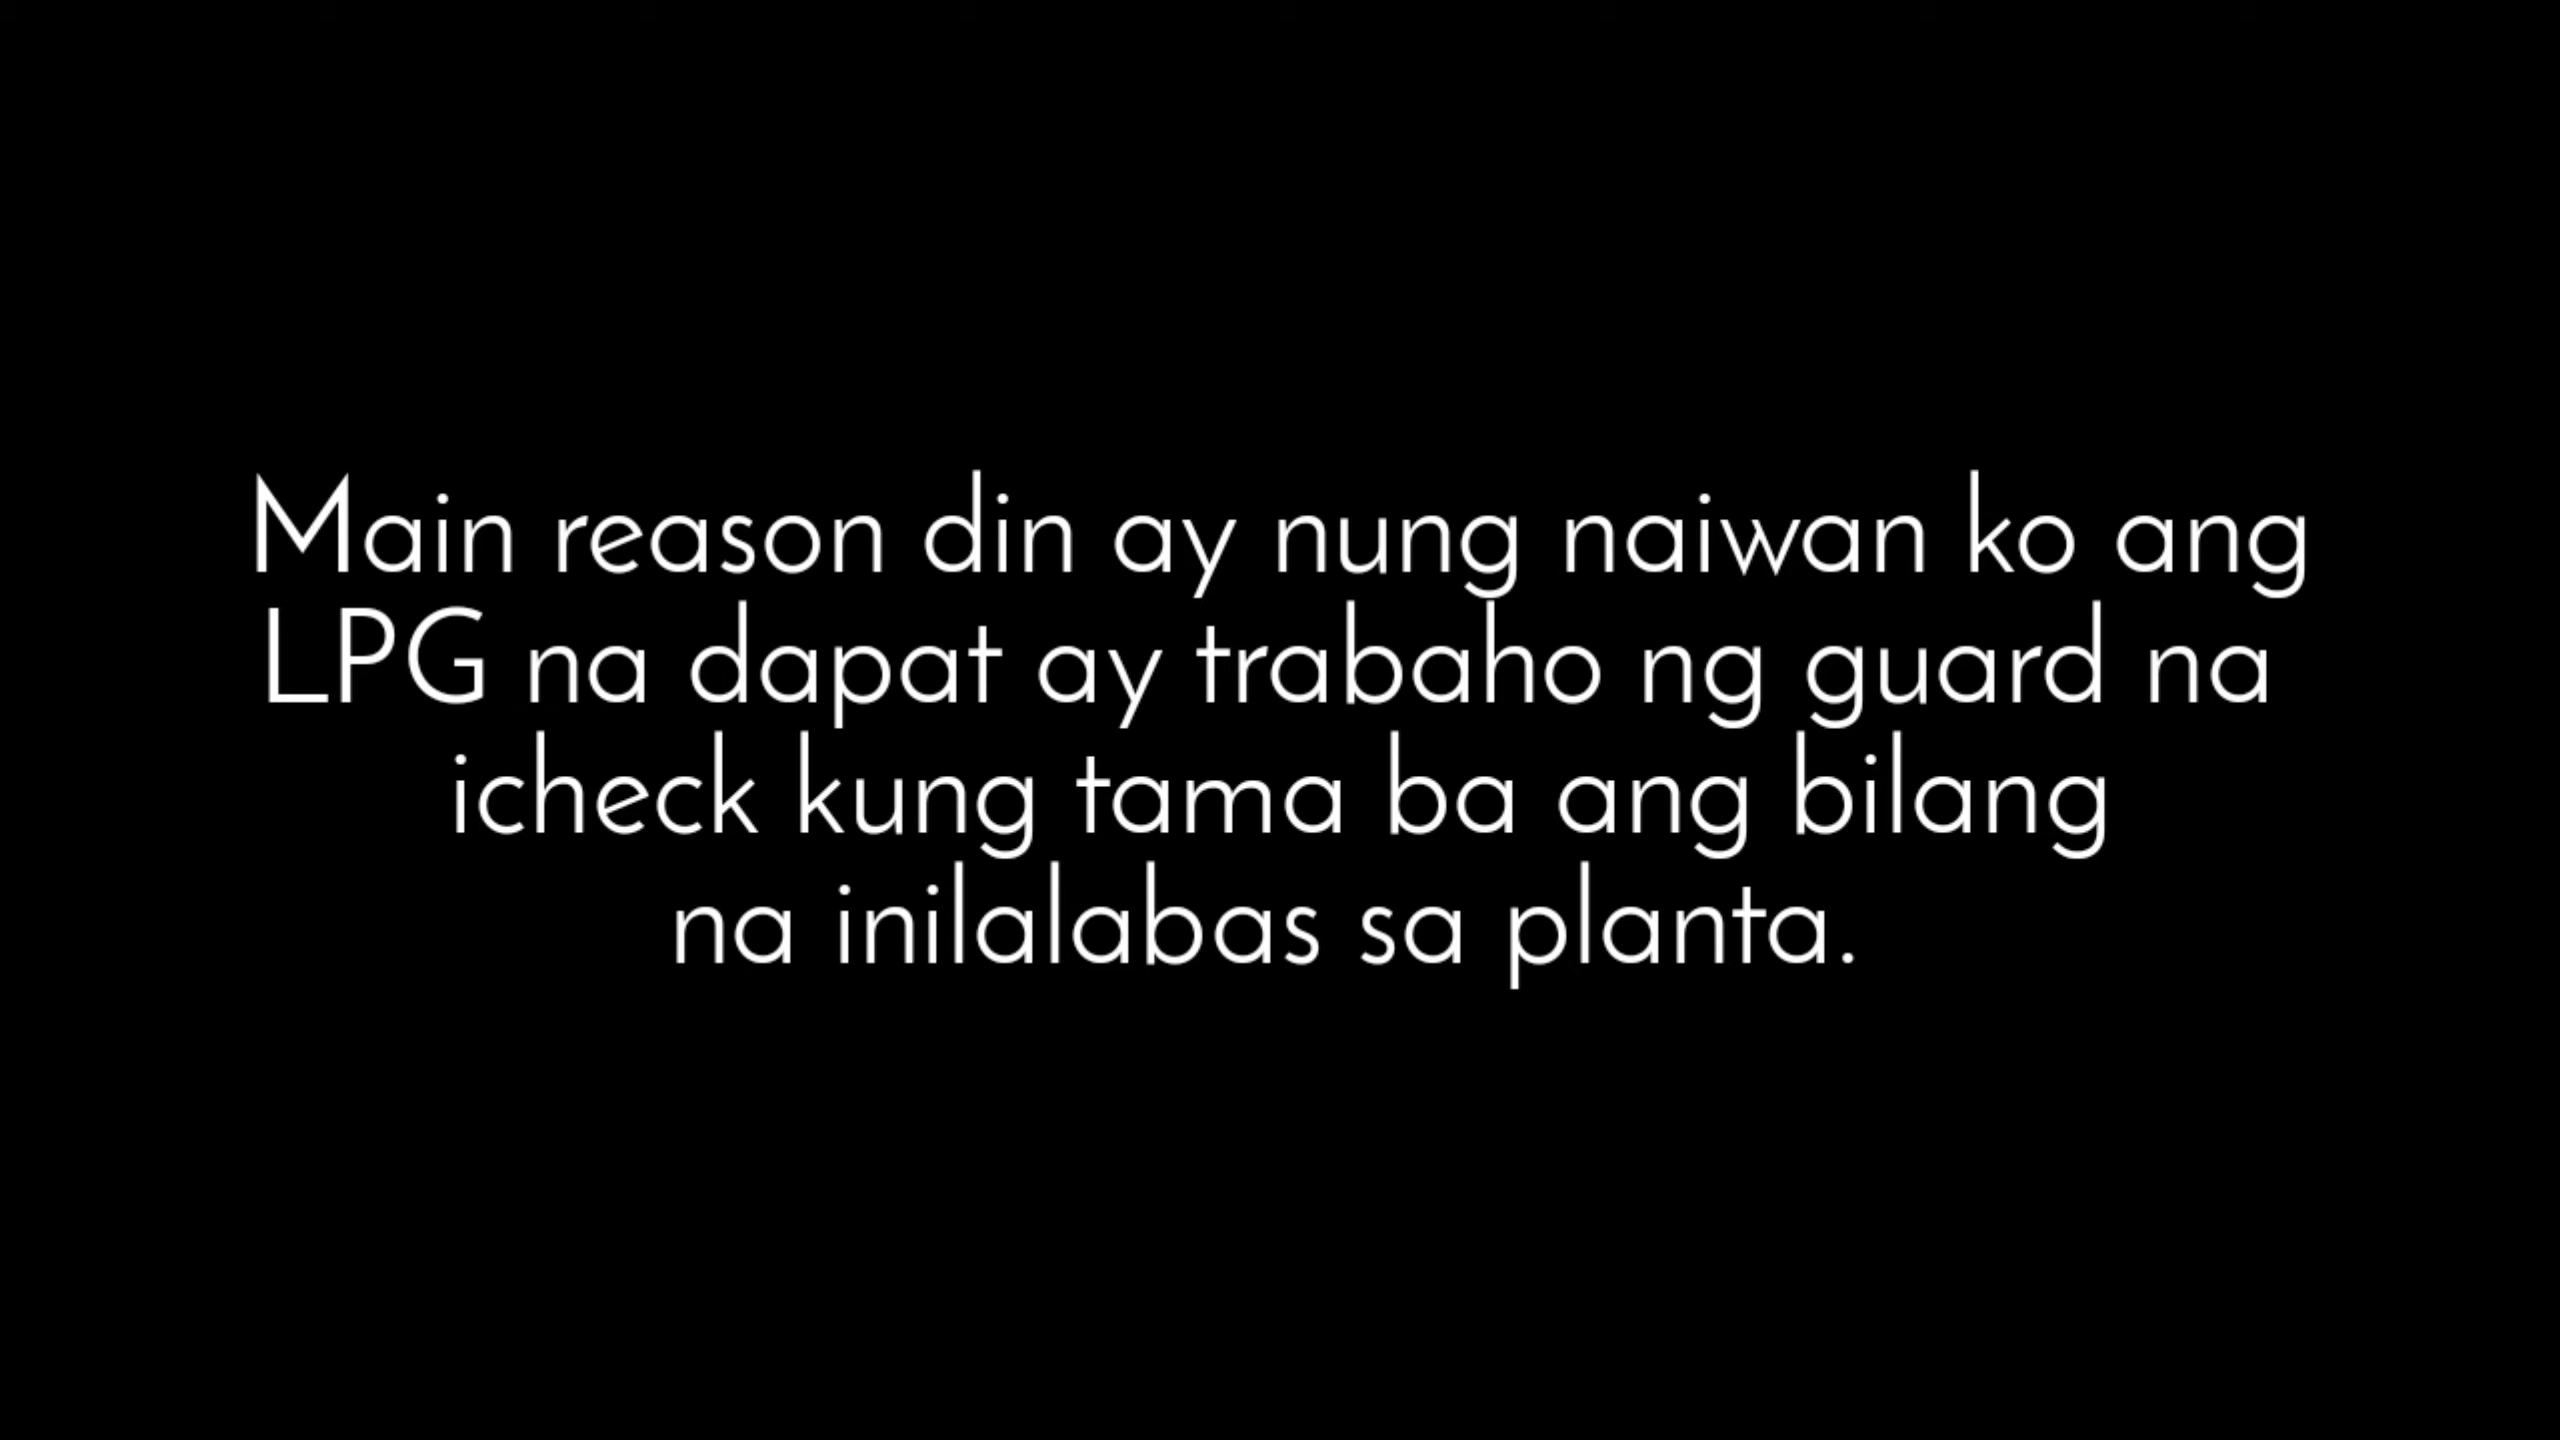 Main reason din ay nung naiwan ko ang
LPG na dapat ay trabaho ng guard na
icheck kung tama ba ang bilang
na inilalabas sa planta.